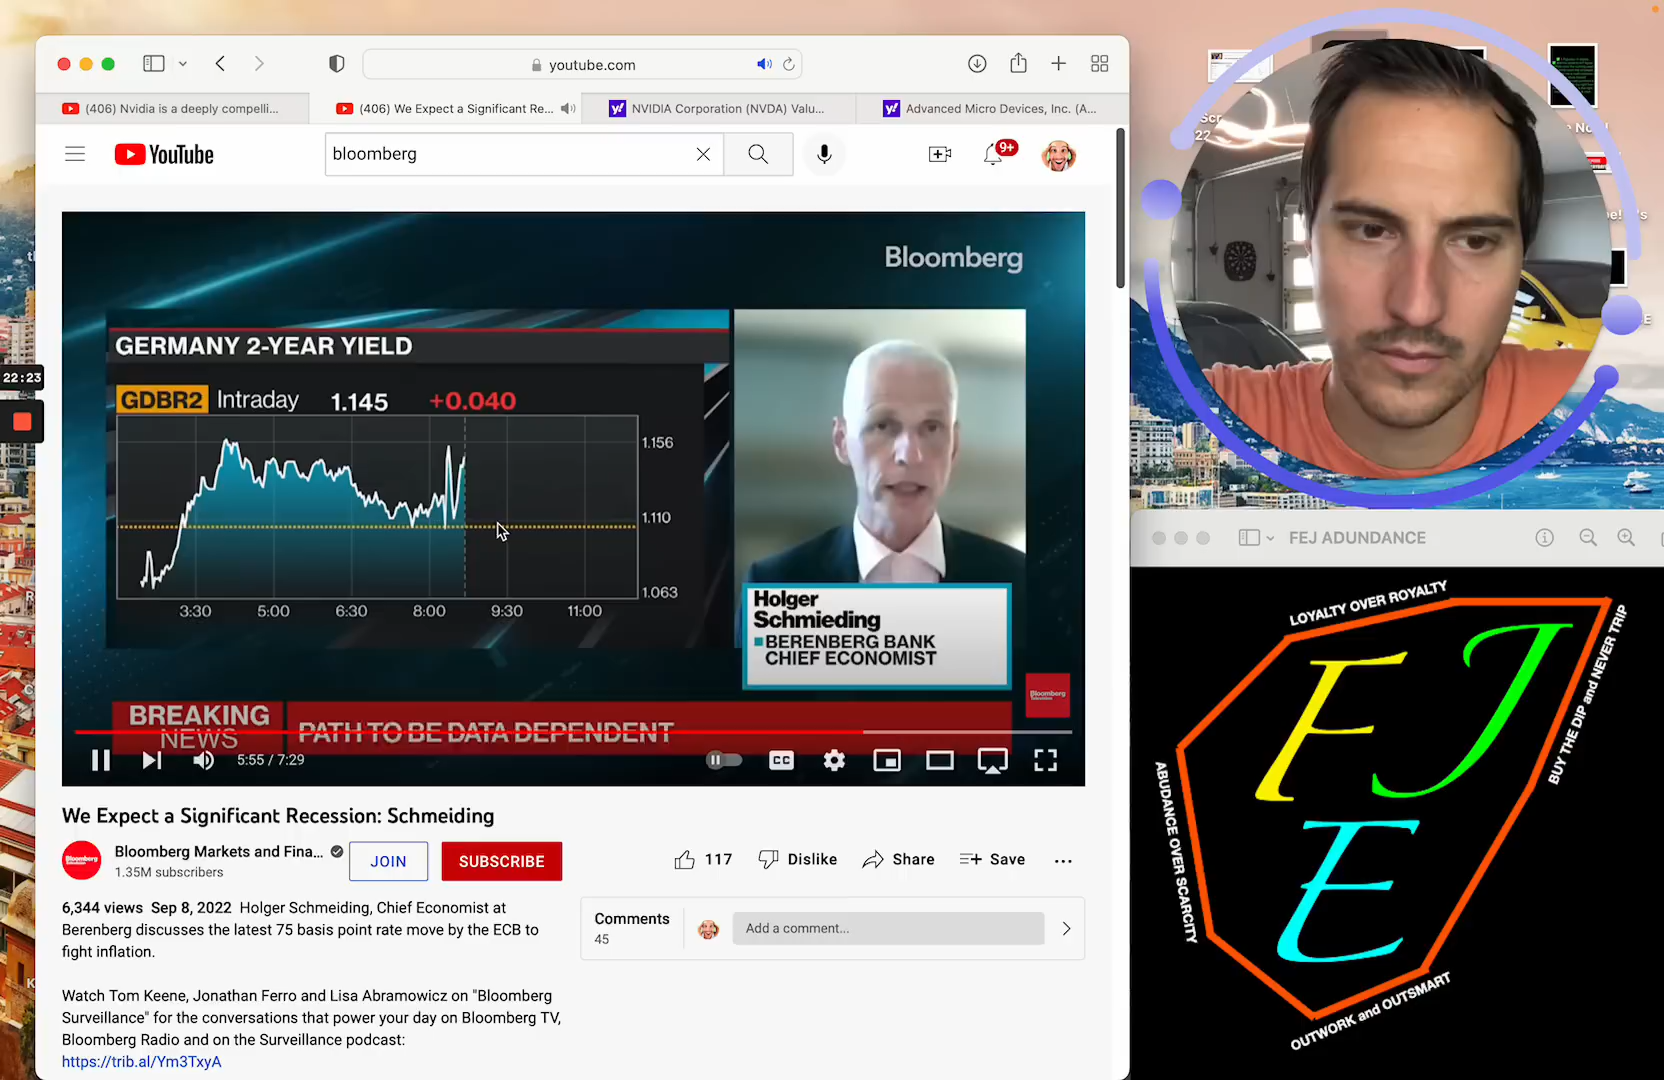 youtube.com
(406) Nvidia is a deeply compelli...
(406) We Expect a Significant Re...
NVIDIA Corporation (NVDA) Valu...
Advanced Micro Devices, Inc. (A...
YouTube
bloomberg
9+
Bloomberg
GERMANY 2-YEAR YIELD
GDBR2 Intraday 1.145 +0.040
1.156
1.110
1.063
3:30 5:00 6:30 8:00 9:30 11:00
Holger
Schmieding
BERENBERG BANK
CHIEF ECONOMIST
Bloomberg
BREAKING
NEWS
PATH TO BE DATA DEPENDENT
5:55 / 7:29
CC
22:23
We Expect a Significant Recession: Schmeiding
Bloomberg Markets and Fina...
1.35M subscribers
JOIN
SUBSCRIBE
117
Dislike
Share
Save
6,344 views Sep 8, 2022 Holger Schmeiding, Chief Economist at
Berenberg discusses the latest 75 basis point rate move by the ECB to
fight inflation.
Watch Tom Keene, Jonathan Ferro and Lisa Abramowicz on "Bloomberg
Surveillance" for the conversations that power your day on Bloomberg TV,
Bloomberg Radio and on the Surveillance podcast:
https://trib.al/Ym3TxyA
Comments
45
Add a comment...
FEJ ADUNDANCE
LOYALTY OVER ROYALTY
BUY THE DIP and NEVER TRIP
ABUDANCE OVER SCARCITY
OUTWORK and OUTSMART
F J
E